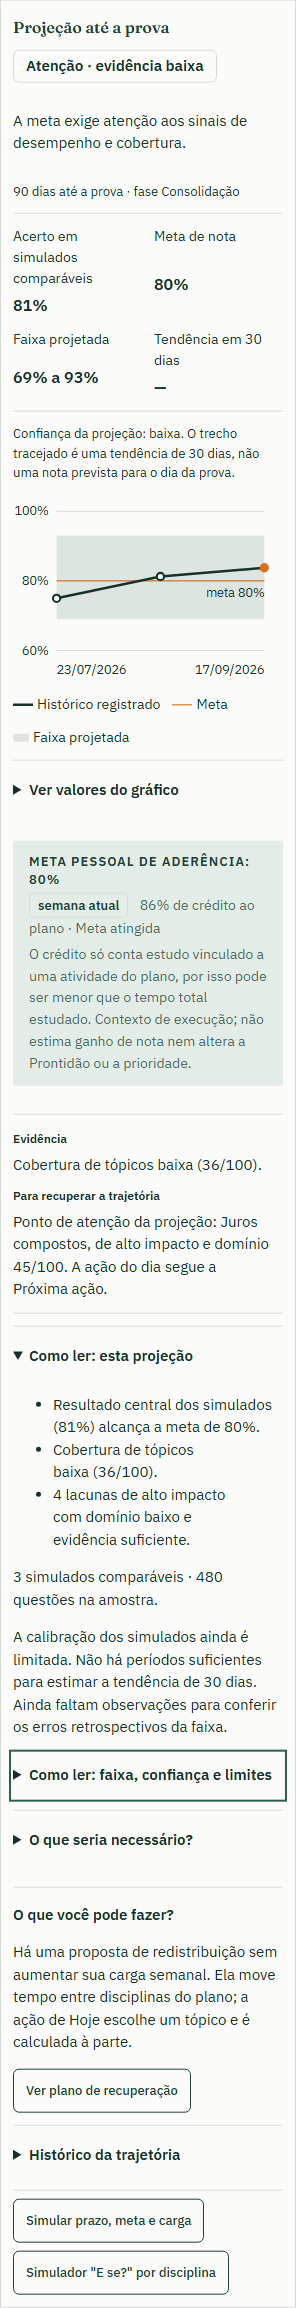 Projeção até a prova
Atenção · evidência baixa
A meta exige atenção aos sinais de
desempenho e cobertura.
90 dias até a prova · fase Consolidação
Acerto em
simulados
comparáveis
81%
Meta de nota
80%
Faixa projetada
69% a 93%
Tendência em 30
dias
—
Confiança da projeção: baixa. O trecho
tracejado é uma tendência de 30 dias, não
uma nota prevista para o dia da prova.
100%
80%
meta 80%
60%
23/07/2026
17/09/2026
Histórico registrado
Meta
Faixa projetada
Ver valores do gráfico
META PESSOAL DE ADERÊNCIA:
80%
semana atual 86% de crédito ao
plano · Meta atingida
O crédito só conta estudo vinculado a
uma atividade do plano, por isso pode
ser menor que o tempo total
estudado. Contexto de execução; não
estima ganho de nota nem altera a
Prontidão ou a prioridade.
Evidência
Cobertura de tópicos baixa (36/100).
Para recuperar a trajetória
Ponto de atenção da projeção: Juros
compostos, de alto impacto e domínio
45/100. A ação do dia segue a
Próxima ação.
Como ler: esta projeção
• Resultado central dos simulados
(81%) alcança a meta de 80%.
• Cobertura de tópicos
baixa (36/100).
• 4 lacunas de alto impacto
com domínio baixo e
evidência suficiente.
3 simulados comparáveis · 480
questões na amostra.
A calibração dos simulados ainda é
limitada. Não há períodos suficientes
para estimar a tendência de 30 dias.
Ainda faltam observações para conferir
os erros retrospectivos da faixa.
Como ler: faixa, confiança e limites
O que seria necessário?
O que você pode fazer?
Há uma proposta de redistribuição sem
aumentar sua carga semanal. Ela move
tempo entre disciplinas do plano; a
ação de Hoje escolhe um tópico e é
calculada à parte.
Ver plano de recuperação
Histórico da trajetória
Simular prazo, meta e carga
Simulador "E se?" por disciplina